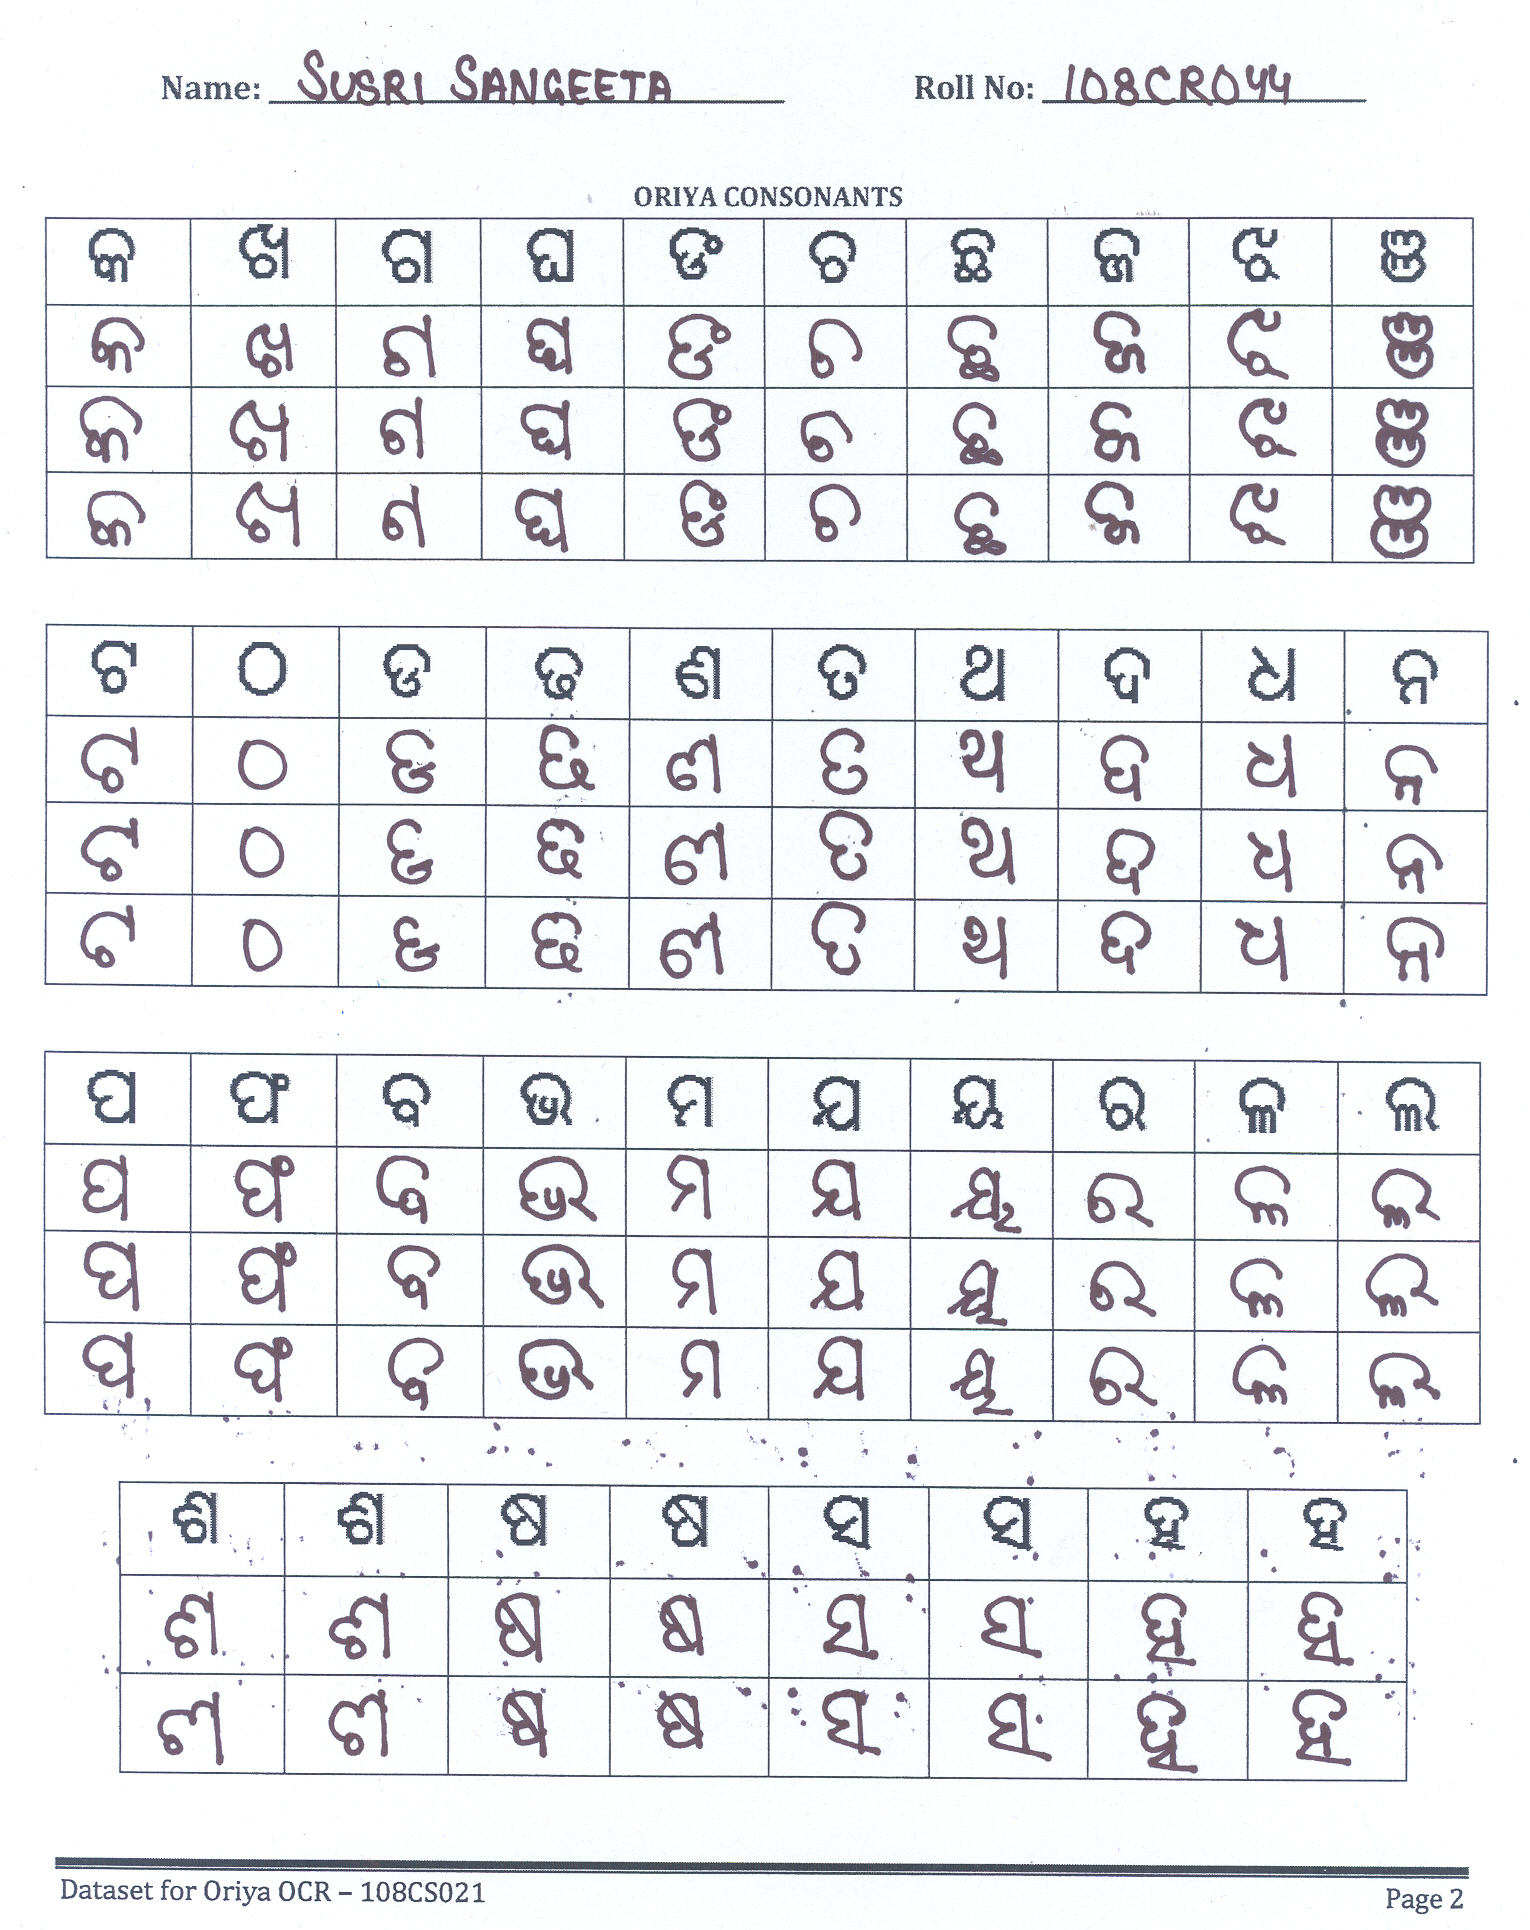 Name: SUSRI SANGEETA Roll No: 108CR044
ORIYA CONSONANTS
କ ଖ ଗ ଘ ଙ ଚ ଛ ଜ ଝ ଞ
କ ଖ ଗ ଘ ଙ ଚ ଛ ଜ ଝ ଞ
କ ଖ ଗ ଘ ଙ ଚ ଛ ଜ ଝ ଞ
କ ଖ ଗ ଘ ଙ ଚ ଛ ଜ ଝ ଞ
ଟ ଠ ଡ ଢ ଣ ତ ଥ ଦ ଧ ନ
ଟ ଠ ଡ ଢ ଣ ତ ଥ ଦ ଧ ନ
ଟ ଠ ଡ ଢ ଣ ତ ଥ ଦ ଧ ନ
ଟ ଠ ଡ ଢ ଣ ତ ଥ ଦ ଧ ନ
ପ ଫ ବ ଭ ମ ଯ ୟ ର ଳ ଲ
ପ ଫ ବ ଭ ମ ଯ ୟ ର ଳ ଲ
ପ ଫ ବ ଭ ମ ଯ ୟ ର ଳ ଲ
ପ ଫ ବ ଭ ମ ଯ ୟ ର ଳ ଲ
ଶ ଶ ଷ ଷ ସ ସ ହ ହ
ଶ ଶ ଷ ଷ ସ ସ ହ ହ
ଶ ଶ ଷ ଷ ସ ସ ହ ହ
Dataset for Oriya OCR – 108CS021 Page 2